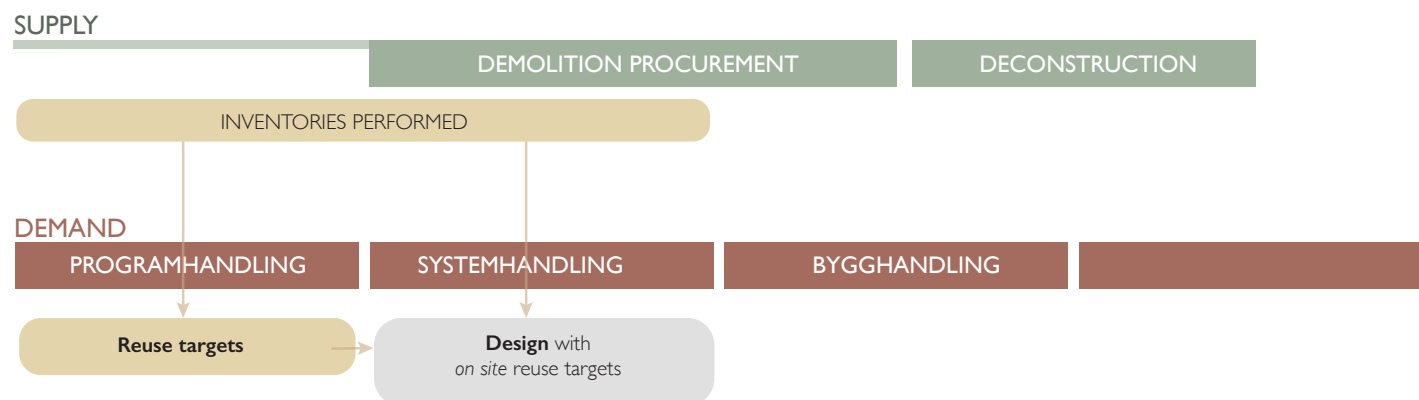 SUPPLY
DEMOLITION PROCUREMENT
DECONSTRUCTION
INVENTORIES PERFORMED
DEMAND
PROGRAMHANDLING
SYSTEMHANDLING
BYGGHANDLING
Reuse targets
Design with
on site reuse targets